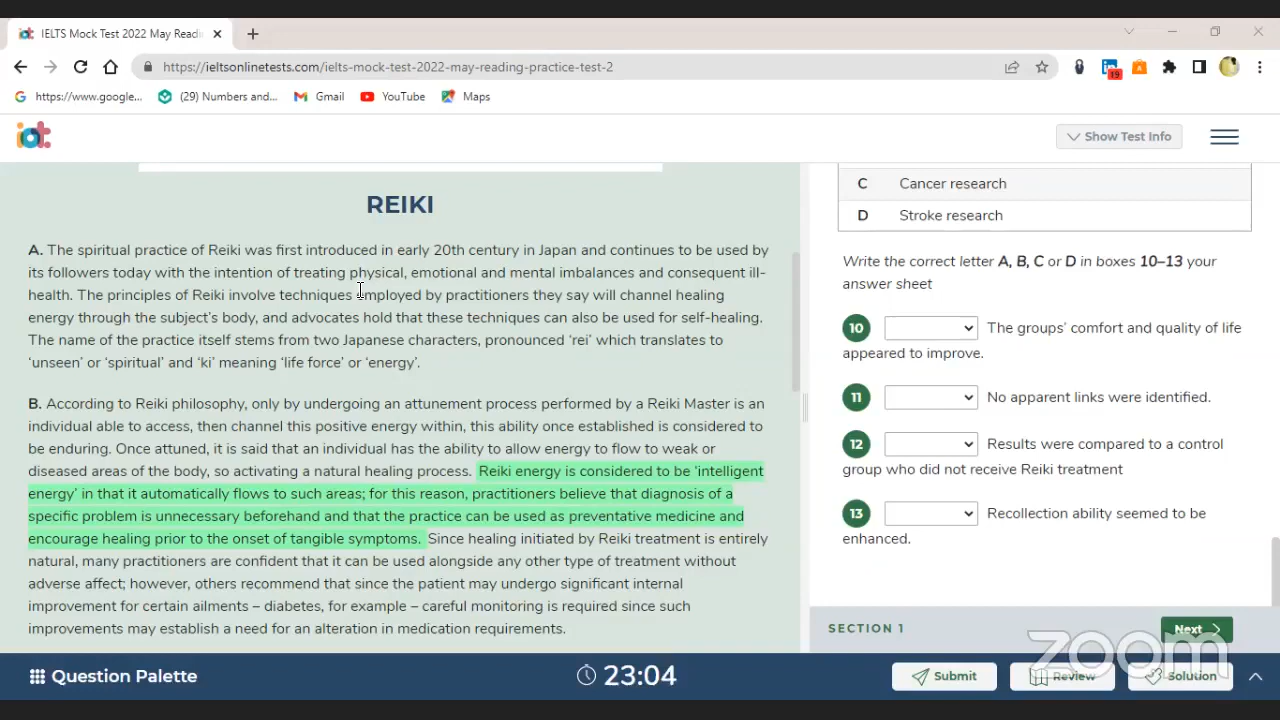 IELTS Mock Test 2022 May Readi
https://ieltsonlinetests.com/ielts-mock-test-2022-may-reading-practice-test-2
19
https://www.google...
(29) Numbers and...
Gmail
YouTube
Maps
iot
Show Test Info
REIKI
A. The spiritual practice of Reiki was first introduced in early 20th century in Japan and continues to be used by
its followers today with the intention of treating physical, emotional and mental imbalances and consequent ill-
health. The principles of Reiki involve techniques employed by practitioners they say will channel healing
energy through the subject's body, and advocates hold that these techniques can also be used for self-healing.
The name of the practice itself stems from two Japanese characters, pronounced 'rei' which translates to
'unseen' or 'spiritual' and 'ki' meaning 'life force' or 'energy'.
B. According to Reiki philosophy, only by undergoing an attunement process performed by a Reiki Master is an
individual able to access, then channel this positive energy within, this ability once established is considered to
be enduring. Once attuned, it is said that an individual has the ability to allow energy to flow to weak or
diseased areas of the body, so activating a natural healing process. Reiki energy is considered to be 'intelligent
energy' in that it automatically flows to such areas; for this reason, practitioners believe that diagnosis of a
specific problem is unnecessary beforehand and that the practice can be used as preventative medicine and
encourage healing prior to the onset of tangible symptoms. Since healing initiated by Reiki treatment is entirely
natural, many practitioners are confident that it can be used alongside any other type of treatment without
adverse affect; however, others recommend that since the patient may undergo significant internal
improvement for certain ailments – diabetes, for example – careful monitoring is required since such
improvements may establish a need for an alteration in medication requirements.
C Cancer research
D Stroke research
Write the correct letter A, B, C or D in boxes 10–13 your
answer sheet
10 The groups' comfort and quality of life
appeared to improve.
11 No apparent links were identified.
12 Results were compared to a control
group who did not receive Reiki treatment
13 Recollection ability seemed to be
enhanced.
SECTION 1
Next
zoom
Question Palette
23:04
Submit
Review
Solution